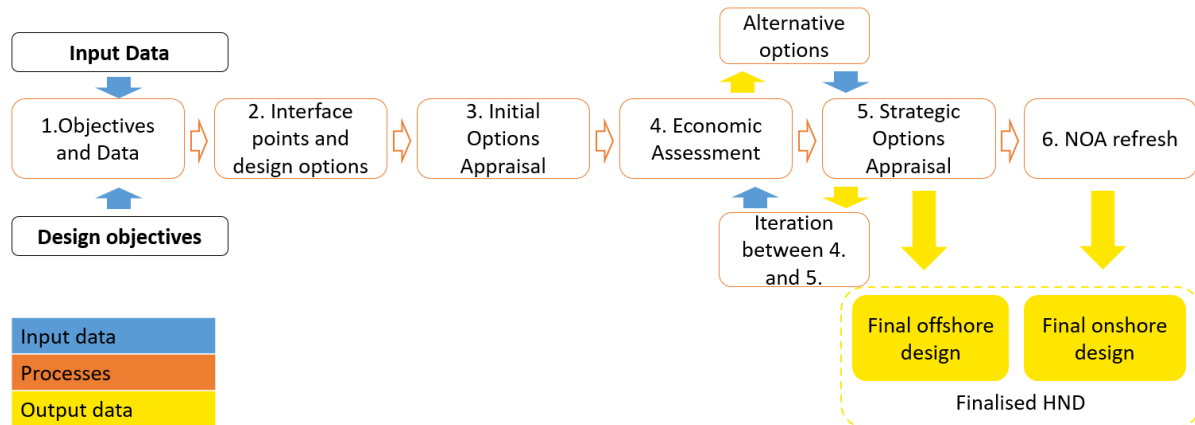 Input Data
Alternative
options
1.Objectives
and Data
2. Interface
points and
design options
3. Initial
Options
Appraisal
4. Economic
Assessment
5. Strategic
Options
Appraisal
6. NOA refresh
Design objectives
Iteration
between 4.
and 5.
Input data
Processes
Output data
Final offshore
design
Final onshore
design
Finalised HND